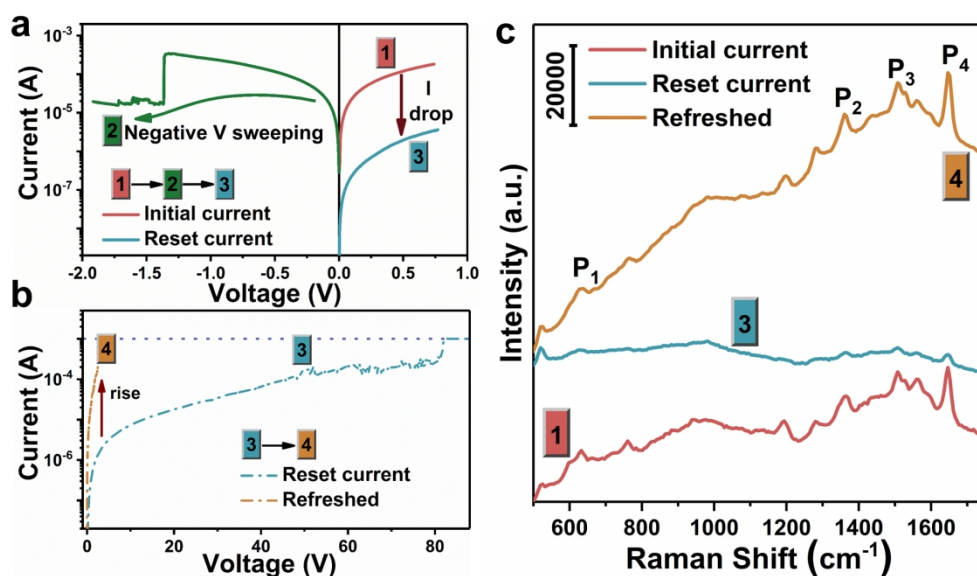 a
Current (A)
10⁻³
10⁻⁵
10⁻⁷
1
I
drop
2 Negative V sweeping
3
1 → 2 → 3
Initial current
Reset current
-2.0 -1.5 -1.0 -0.5 0.0 0.5 1.0
Voltage (V)
b
Current (A)
10⁻⁴
10⁻⁶
4
3
rise
3 → 4
Reset current
Refreshed
0 20 40 60 80
Voltage (V)
c
Intensity (a.u.)
20000
Initial current
Reset current
Refreshed
P₁
P₂
P₃
P₄
4
3
1
600 800 1000 1200 1400 1600
Raman Shift (cm⁻¹)